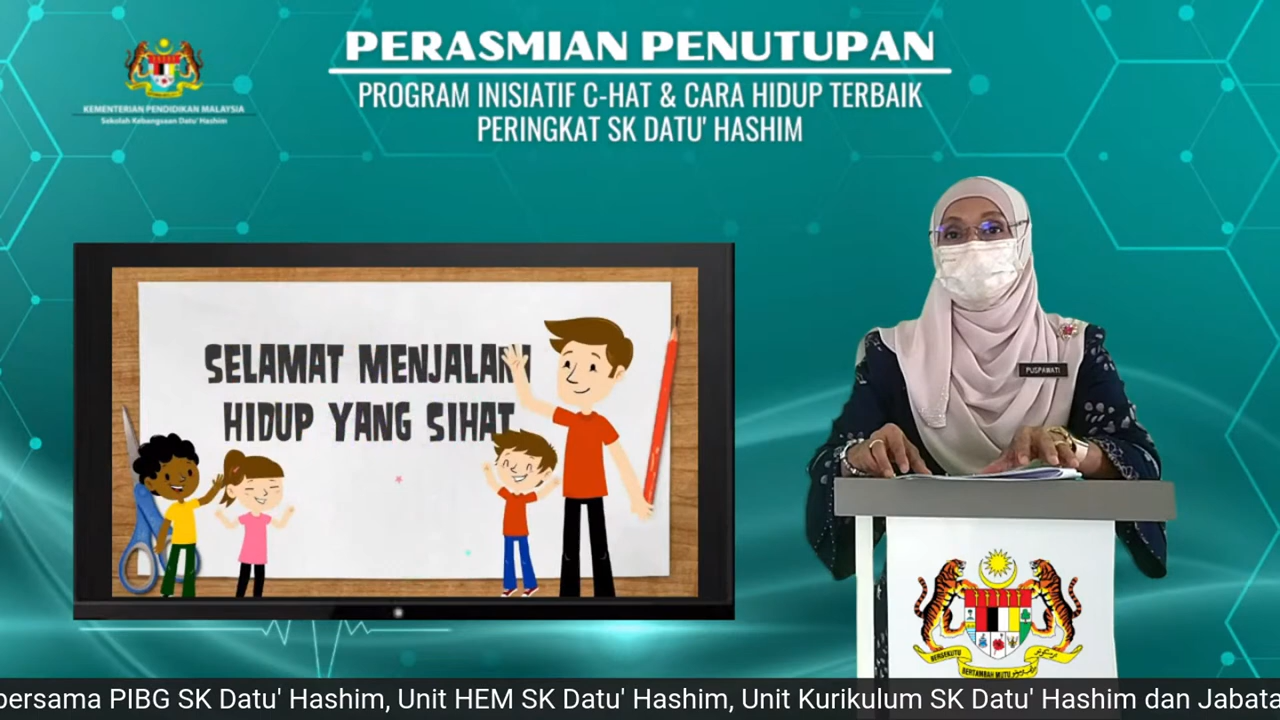 PERASMIAN PENUTUPAN
KEMENTERIAN PENDIDIKAN MALAYSIA
Sekolah Kebangsaan Datu' Hashim
PROGRAM INISIATIF C-HAT & CARA HIDUP TERBAIK
PERINGKAT SK DATU' HASHIM
SELAMAT MENJALANI
HIDUP YANG SIHAT
PUSPAWATI
BERSEKUTU
BERTAMBAH MUTU
bersama PIBG SK Datu' Hashim, Unit HEM SK Datu' Hashim, Unit Kurikulum SK Datu' Hashim dan Jabata